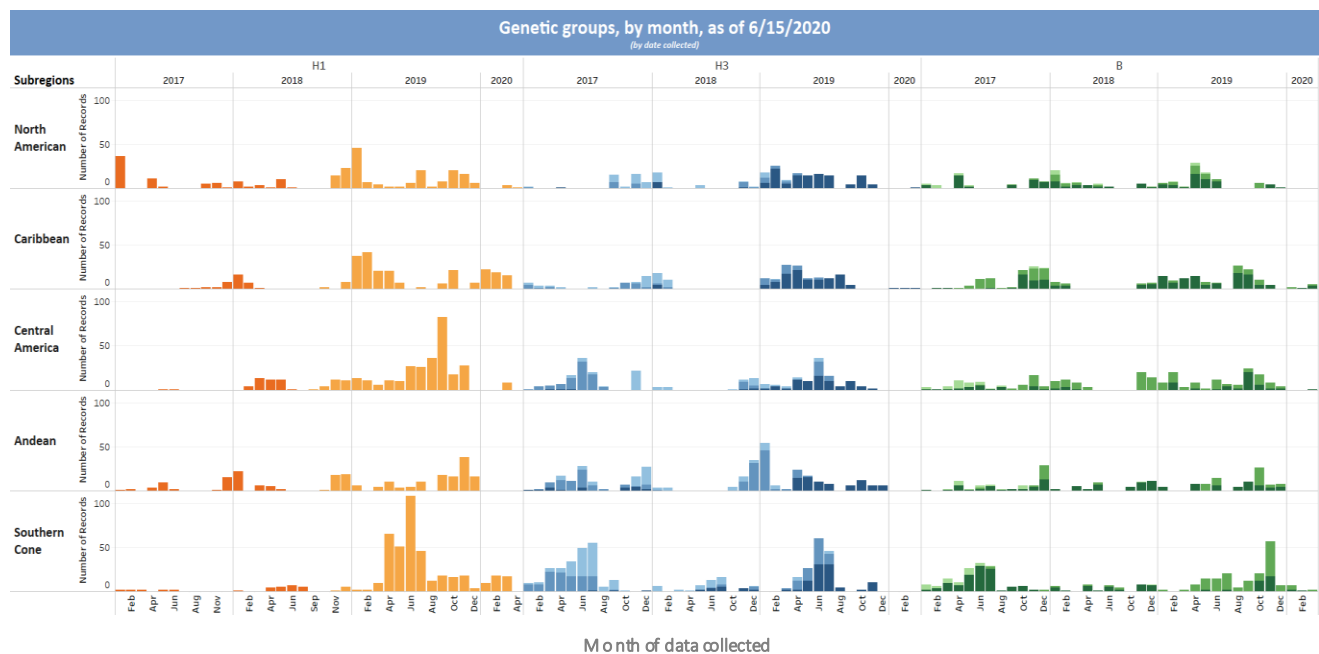 Genetic groups, by month, as of 6/15/2020
(by date collected)
H1 H3 B
Subregions 2017 2018 2019 2020 2017 2018 2019 2020 2017 2018 2019 2020
North
American
Number of Records
100
50
0
Caribbean
Number of Records
100
50
0
Central
America
Number of Records
100
50
0
Andean
Number of Records
100
50
0
Southern
Cone
Number of Records
100
50
0
Feb Apr Jun Aug Nov Feb Apr Jun Sep Nov Feb Apr Jun Aug Oct Dec Feb Apr Feb Apr Jun Aug Oct Dec Feb Apr Jun Oct Dec Feb Apr Jun Aug Oct Dec Feb Feb Apr Jun Aug Oct Dec Feb Apr Jun Oct Dec Feb Apr Jun Aug Oct Dec Feb
Month of data collected